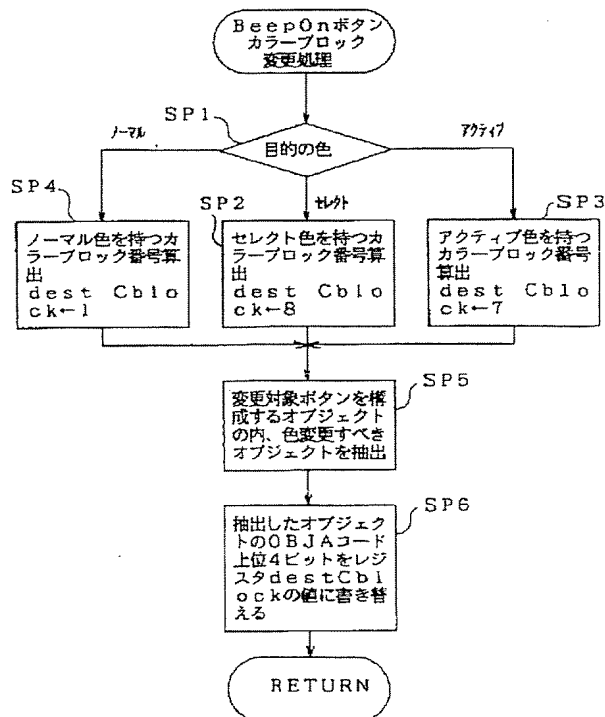 BeepOnボタン
カラーブロック
変更処理
SP1
ノーマル
アクティブ
目的の色
SP4
SP2
セレクト
SP3
ノーマル色を持つカ
ラーブロック番号算
出
dest Cblo
ck←1
セレクト色を持つカ
ラーブロック番号算
出
dest Cblo
ck←8
アクティブ色を持つ
カラーブロック番号
算出
dest Cblo
ck←7
SP5
変更対象ボタンを構
成するオブジェクト
の内、色変更すべき
オブジェクトを抽出
SP6
抽出したオブジェク
トのOBJAコード
上位4ビットをレジ
スタdestCbl
ockの値に書き替
える
RETURN